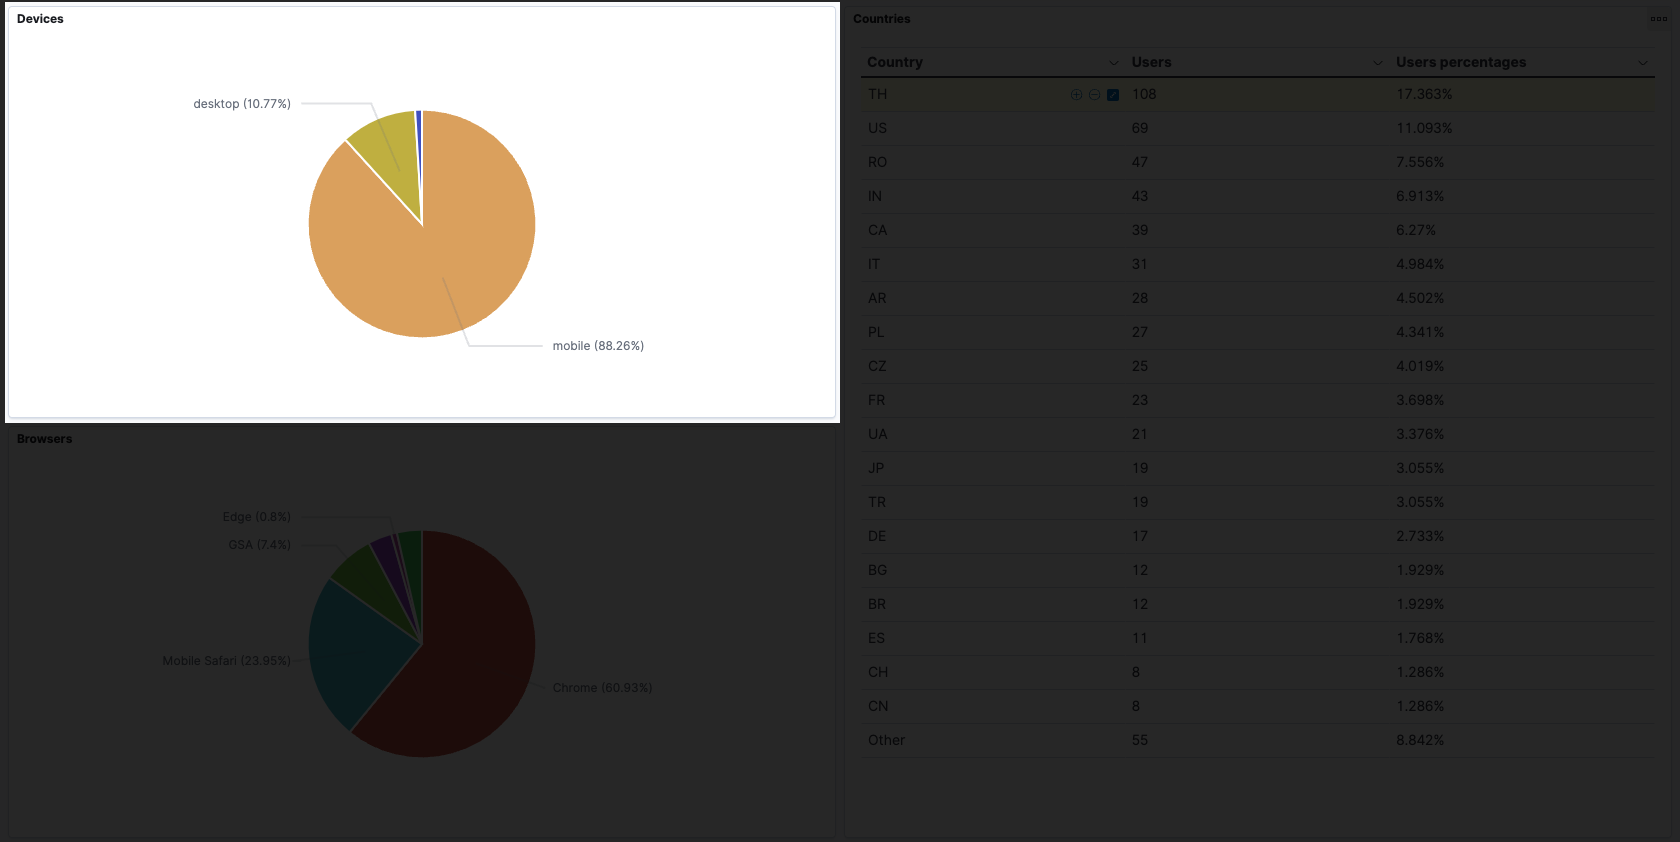 Devices
desktop (10.77%)
mobile (88.26%)
Browsers
Edge (0.8%)
GSA (7.4%)
Mobile Safari (23.95%)
Chrome (60.93%)
Countries
Country Users Users percentages
TH 108 17.363%
US 69 11.093%
RO 47 7.556%
IN 43 6.913%
CA 39 6.27%
IT 31 4.984%
AR 28 4.502%
PL 27 4.341%
CZ 25 4.019%
FR 23 3.698%
UA 21 3.376%
JP 19 3.055%
TR 19 3.055%
DE 17 2.733%
BG 12 1.929%
BR 12 1.929%
ES 11 1.768%
CH 8 1.286%
CN 8 1.286%
Other 55 8.842%